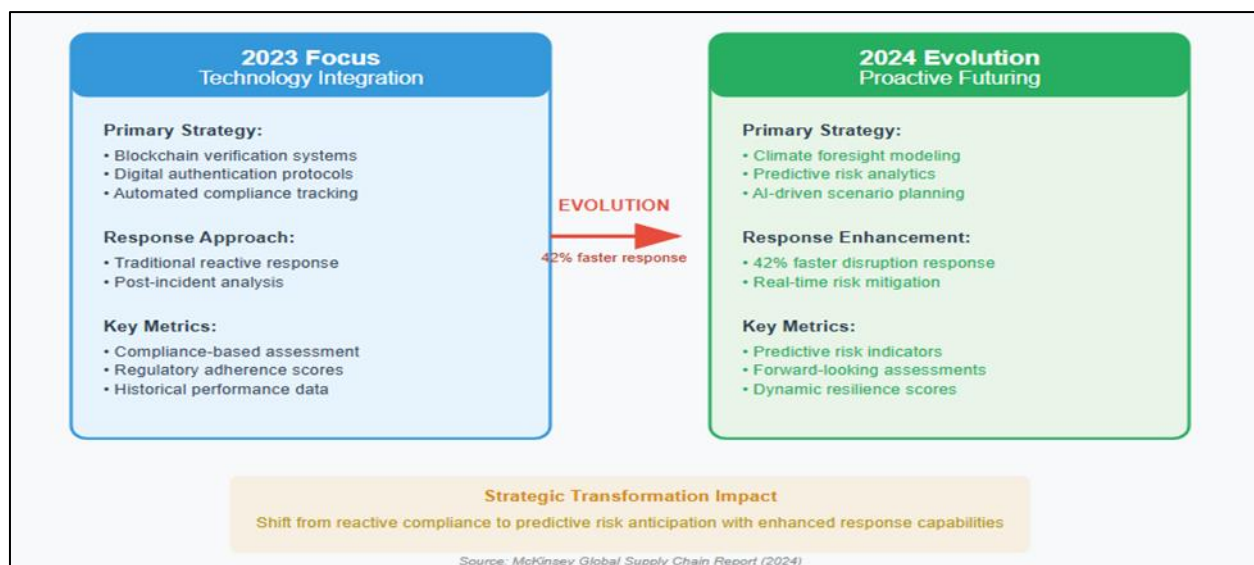 2023 Focus
Technology Integration
Primary Strategy:
• Blockchain verification systems
• Digital authentication protocols
• Automated compliance tracking
Response Approach:
• Traditional reactive response
• Post-incident analysis
Key Metrics:
• Compliance-based assessment
• Regulatory adherence scores
• Historical performance data
EVOLUTION
42% faster response
2024 Evolution
Proactive Futuring
Primary Strategy:
• Climate foresight modeling
• Predictive risk analytics
• AI-driven scenario planning
Response Enhancement:
• 42% faster disruption response
• Real-time risk mitigation
Key Metrics:
• Predictive risk indicators
• Forward-looking assessments
• Dynamic resilience scores
Strategic Transformation Impact
Shift from reactive compliance to predictive risk anticipation with enhanced response capabilities
Source: McKinsey Global Supply Chain Report (2024)